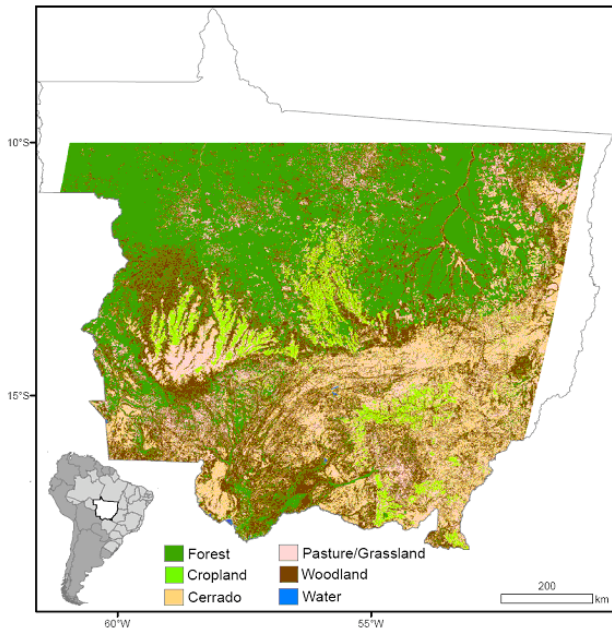 10°S
15°S
Forest
Pasture/Grassland
Cropland
Woodland
Cerrado
Water
200
km
60°W
55°W